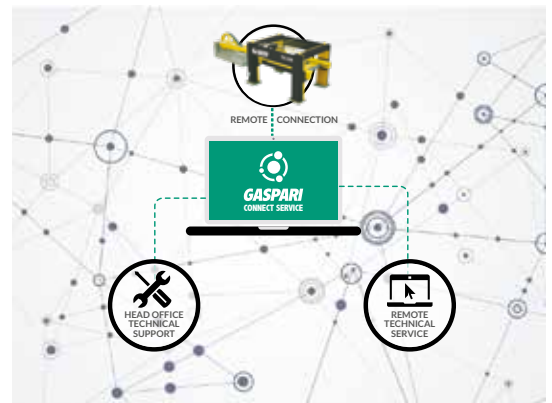 REMOTE CONNECTION
GASPARI
CONNECT SERVICE
HEAD OFFICE
TECHNICAL
SUPPORT
REMOTE
TECHNICAL
SERVICE